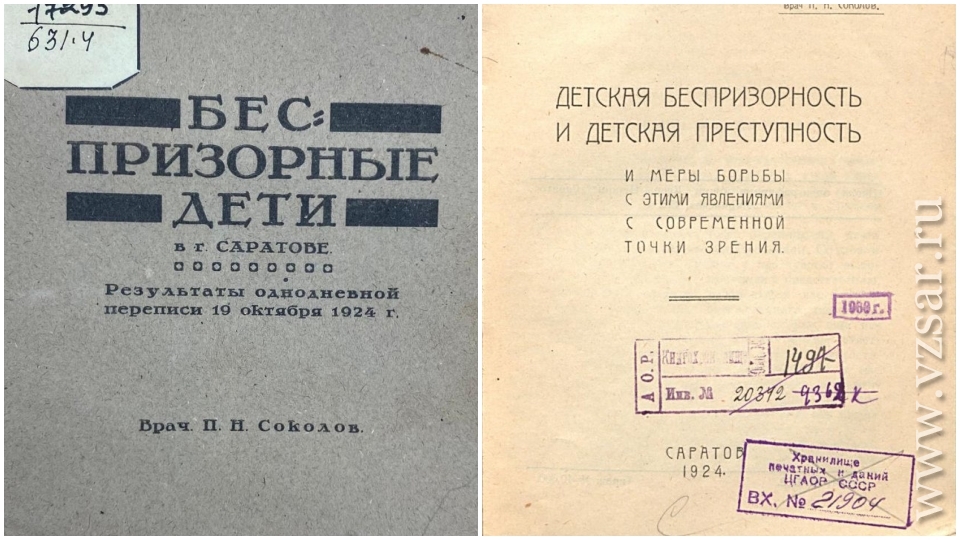 17293
631.4
БЕС=
ПРИЗОРНЫЕ
ДЕТИ
в г. САРАТОВЕ.
Результаты однодневной
переписи 19 октября 1924 г.
Врач. П. Н. Соколов.
Врач П. Н. Соколов.
ДЕТСКАЯ БЕСПРИЗОРНОСТЬ
И ДЕТСКАЯ ПРЕСТУПНОСТЬ
И МЕРЫ БОРЬБЫ
С ЭТИМИ ЯВЛЕНИЯМИ
С СОВРЕМЕННОЙ
ТОЧКИ ЗРЕНИЯ.
А О. Р.
1494
Инв. № 20342 9362 к
САРАТОВ
1924.
Хранилище
печатных изданий
ЦГАОР СССР
ВХ. № 21904
www.vzsar.ru